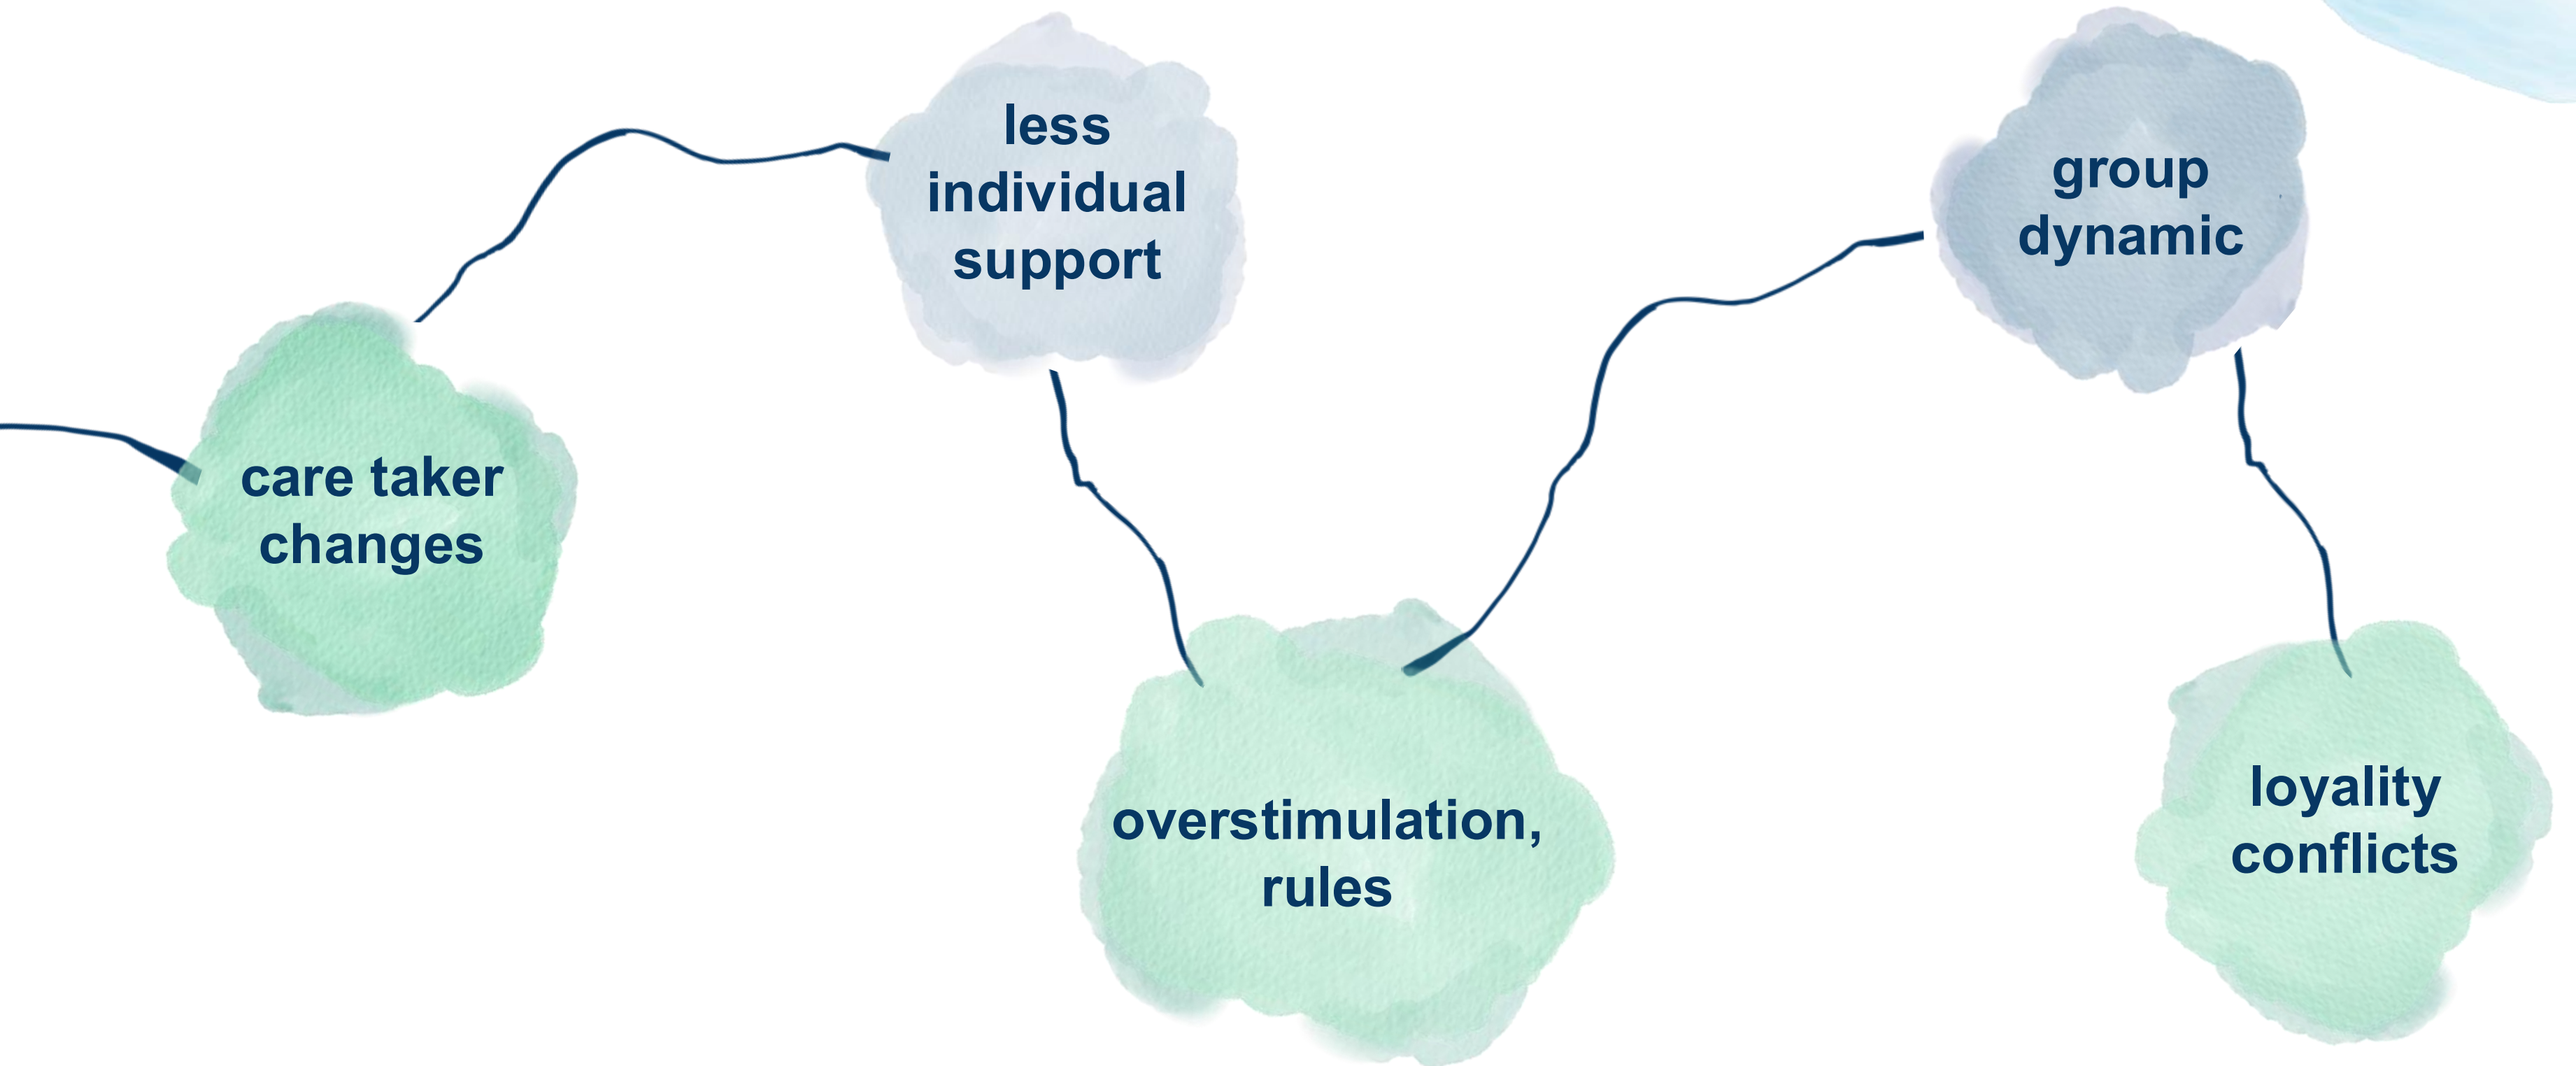 care taker
changes
less
individual
support
overstimulation,
rules
group
dynamic
loyality
conflicts